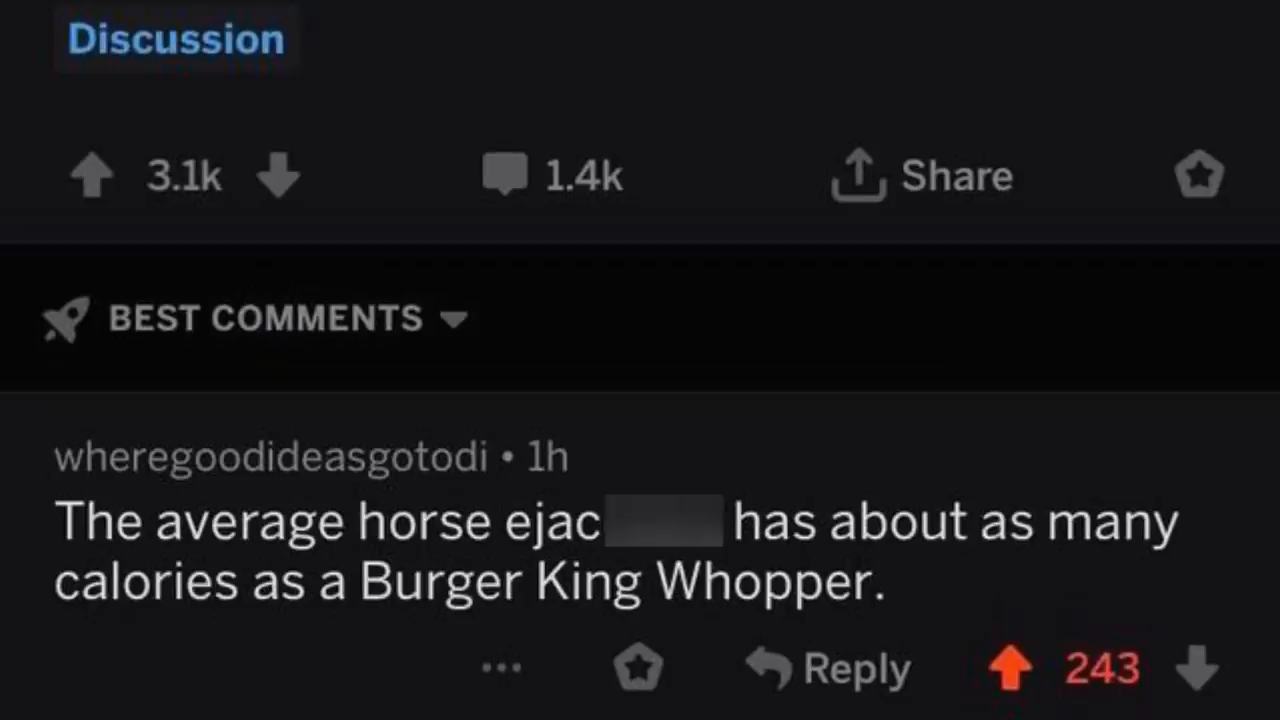 Discussion
3.1k 1.4k Share
BEST COMMENTS
wheregoodideasgotodi • 1h
The average horse ejac has about as many
calories as a Burger King Whopper.
... Reply 243